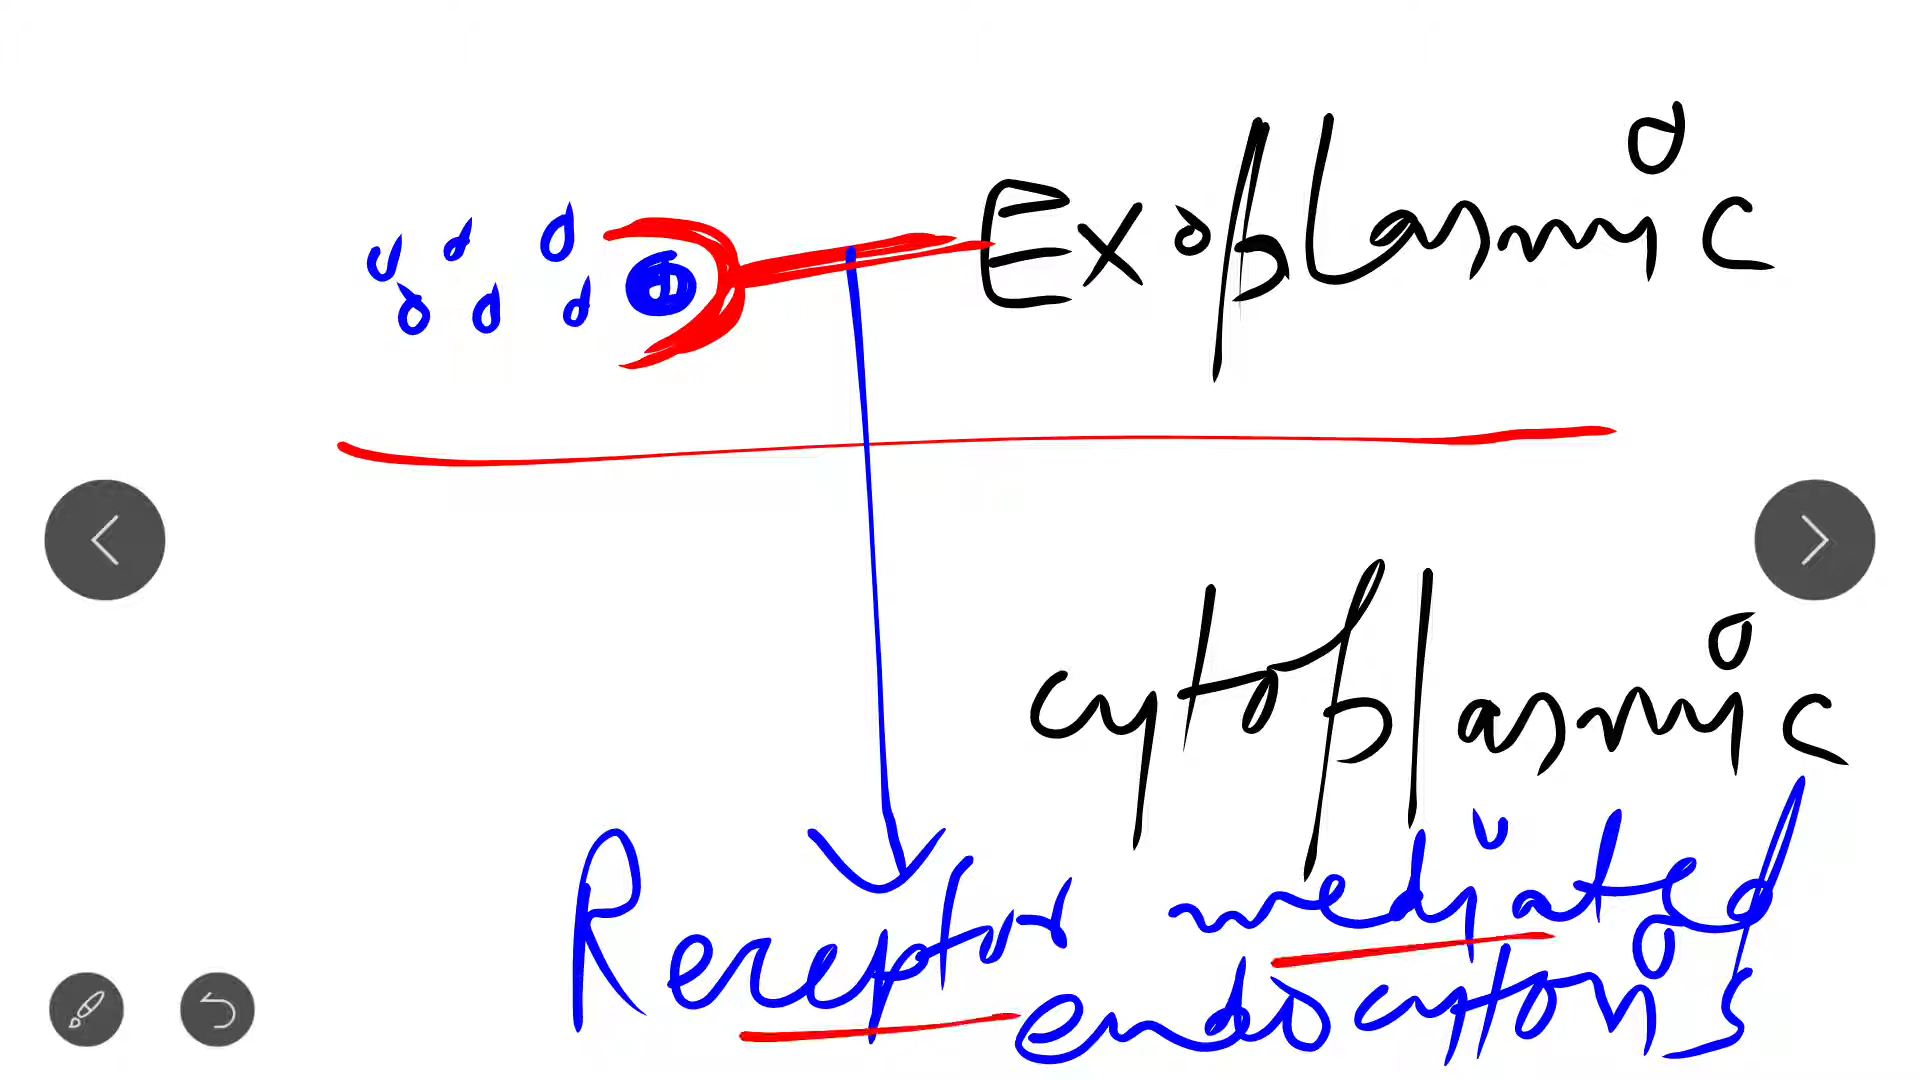 Exoplasmic
cytoplasmic
Receptor mediated
endocytosis